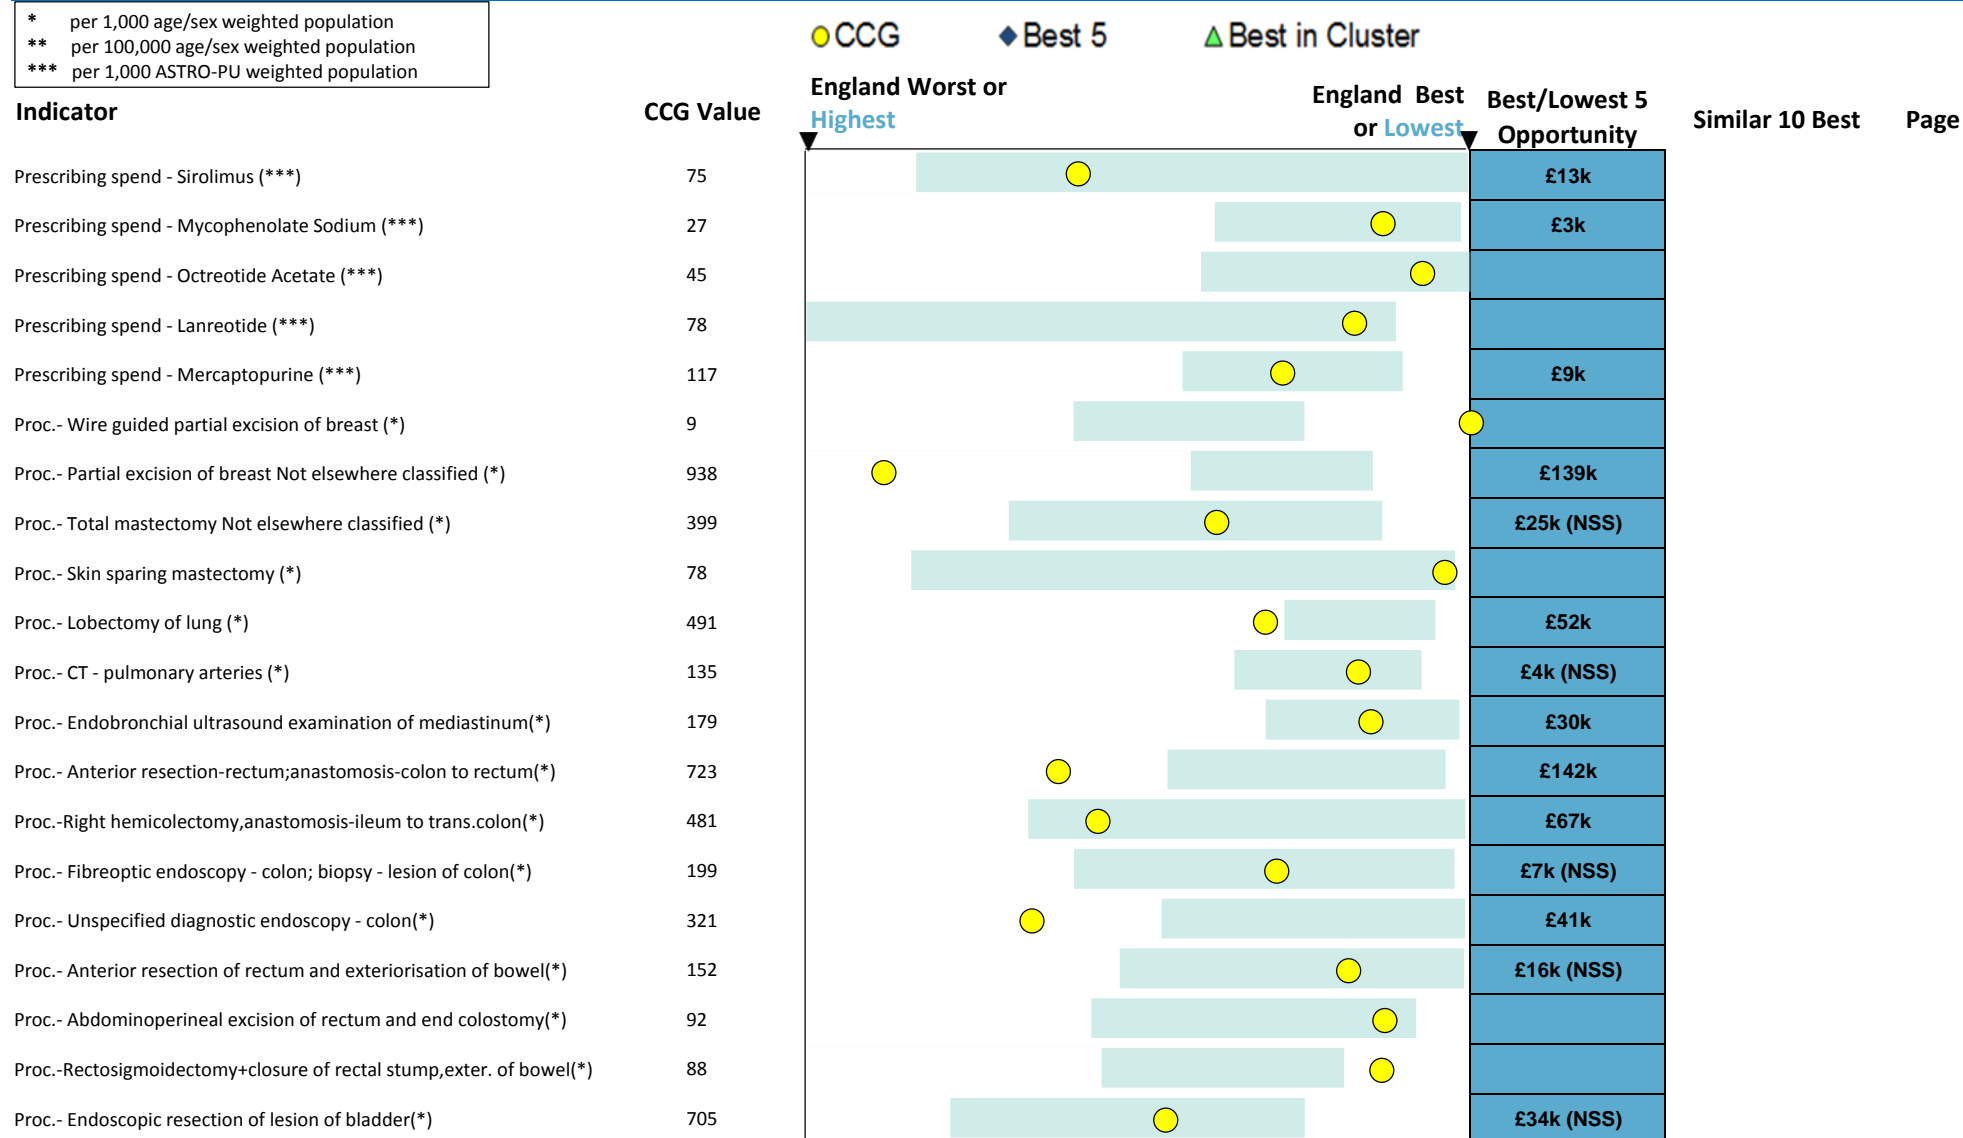 * per 1,000 age/sex weighted population
** per 100,000 age/sex weighted population
*** per 1,000 ASTRO-PU weighted population
CCG Best 5 Best in Cluster
Indicator CCG Value England Worst or Highest England Best or Lowest Best/Lowest 5 Opportunity Similar 10 Best Page
Prescribing spend - Sirolimus (***) 75 £13k
Prescribing spend - Mycophenolate Sodium (***) 27 £3k
Prescribing spend - Octreotide Acetate (***) 45
Prescribing spend - Lanreotide (***) 78
Prescribing spend - Mercaptopurine (***) 117 £9k
Proc.- Wire guided partial excision of breast (*) 9
Proc.- Partial excision of breast Not elsewhere classified (*) 938 £139k
Proc.- Total mastectomy Not elsewhere classified (*) 399 £25k (NSS)
Proc.- Skin sparing mastectomy (*) 78
Proc.- Lobectomy of lung (*) 491 £52k
Proc.- CT - pulmonary arteries (*) 135 £4k (NSS)
Proc.- Endobronchial ultrasound examination of mediastinum(*) 179 £30k
Proc.- Anterior resection-rectum;anastomosis-colon to rectum(*) 723 £142k
Proc.-Right hemicolectomy,anastomosis-ileum to trans.colon(*) 481 £67k
Proc.- Fibreoptic endoscopy - colon; biopsy - lesion of colon(*) 199 £7k (NSS)
Proc.- Unspecified diagnostic endoscopy - colon(*) 321 £41k
Proc.- Anterior resection of rectum and exteriorisation of bowel(*) 152 £16k (NSS)
Proc.- Abdominoperineal excision of rectum and end colostomy(*) 92
Proc.-Rectosigmoidectomy+closure of rectal stump,exter. of bowel(*) 88
Proc.- Endoscopic resection of lesion of bladder(*) 705 £34k (NSS)